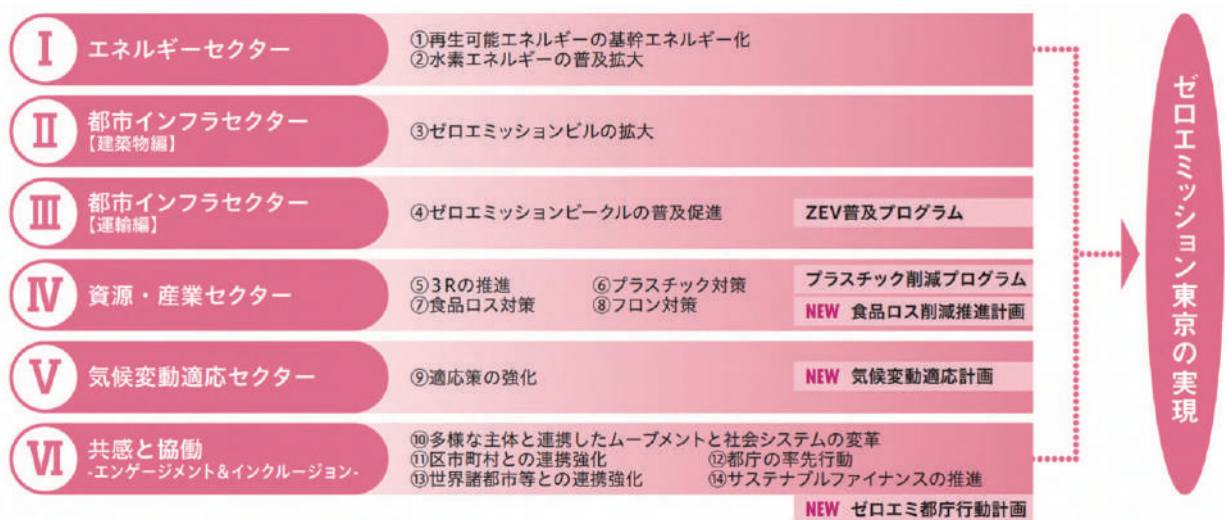 Ⅰ エネルギーセクター
①再生可能エネルギーの基幹エネルギー化
②水素エネルギーの普及拡大
Ⅱ 都市インフラセクター
【建築物編】
③ゼロエミッションビルの拡大
Ⅲ 都市インフラセクター
【運輸編】
④ゼロエミッションビークルの普及促進
ZEV普及プログラム
Ⅳ 資源・産業セクター
⑤3Rの推進 ⑥プラスチック対策
⑦食品ロス対策 ⑧フロン対策
プラスチック削減プログラム
NEW 食品ロス削減推進計画
Ⅴ 気候変動適応セクター
⑨適応策の強化
NEW 気候変動適応計画
Ⅵ 共感と協働
-エンゲージメント&インクルージョン-
⑩多様な主体と連携したムーブメントと社会システムの変革
⑪区市町村との連携強化 ⑫都庁の率先行動
⑬世界諸都市等との連携強化 ⑭サステナブルファイナンスの推進
NEW ゼロエミ都庁行動計画
ゼロエミッション東京の実現